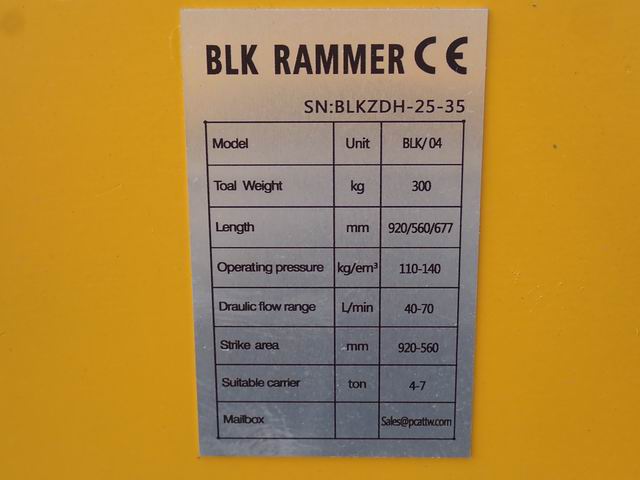 BLK RAMMER CE
SN:BLKZDH-25-35
Model Unit BLK/04
Toal Weight kg 300
Length mm 920/560/677
Operating pressure kg/em³ 110-140
Draulic flow range L/min 40-70
Strike area mm 920-560
Suitable carrier ton 4-7
Mailbox Sales@pcattw.com